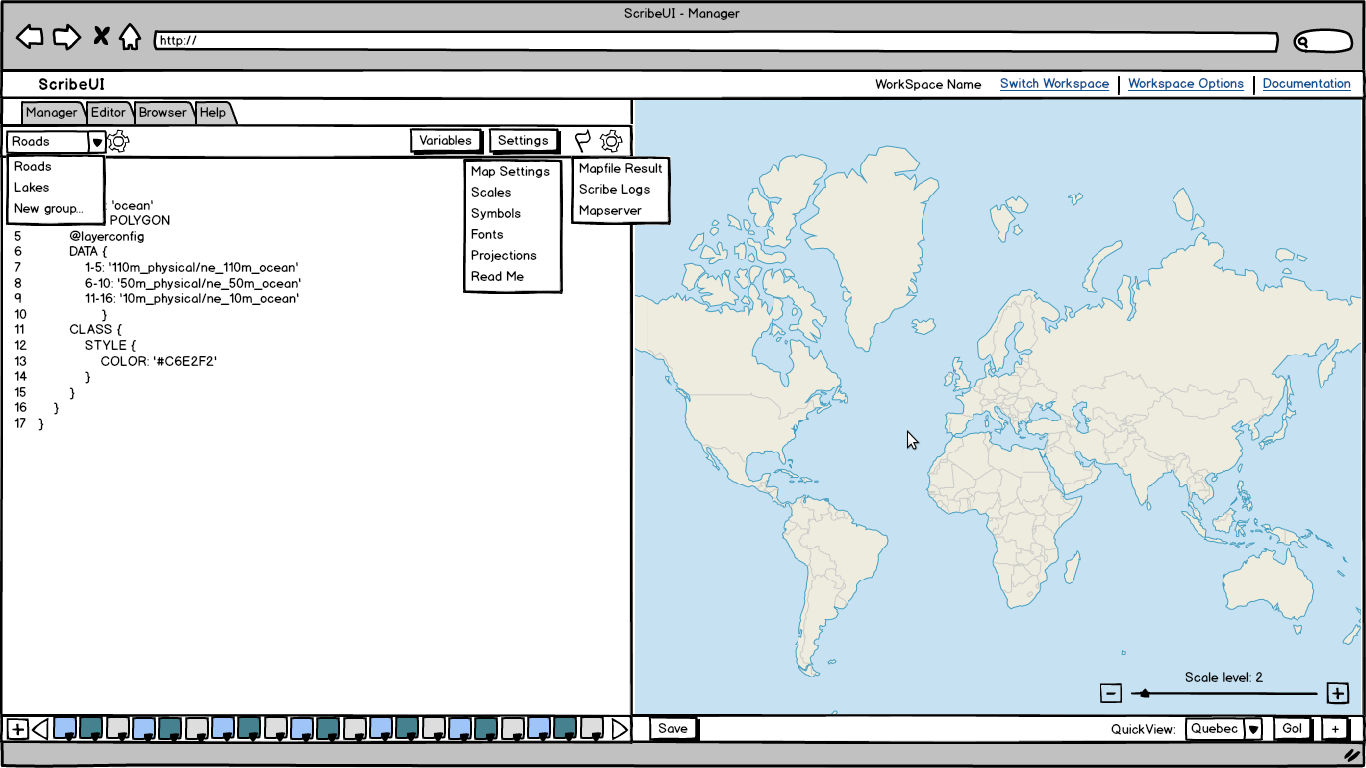 ScribeUI - Manager
http://
ScribeUI
WorkSpace Name Switch Workspace Workspace Options Documentation
Manager Editor Browser Help
Roads Variables Settings
Roads
Lakes
New group...
Map Settings
Scales
Symbols
Fonts
Projections
Read Me
Mapfile Result
Scribe Logs
Mapserver
'ocean'
POLYGON
5 @layerconfig
6 DATA {
7 1-5: '110m_physical/ne_110m_ocean'
8 6-10: '50m_physical/ne_50m_ocean'
9 11-16: '10m_physical/ne_10m_ocean'
10 }
11 CLASS {
12 STYLE {
13 COLOR: '#C6E2F2'
14 }
15 }
16 }
17 }
Scale level: 2
Save QuickView: Quebec Go! +